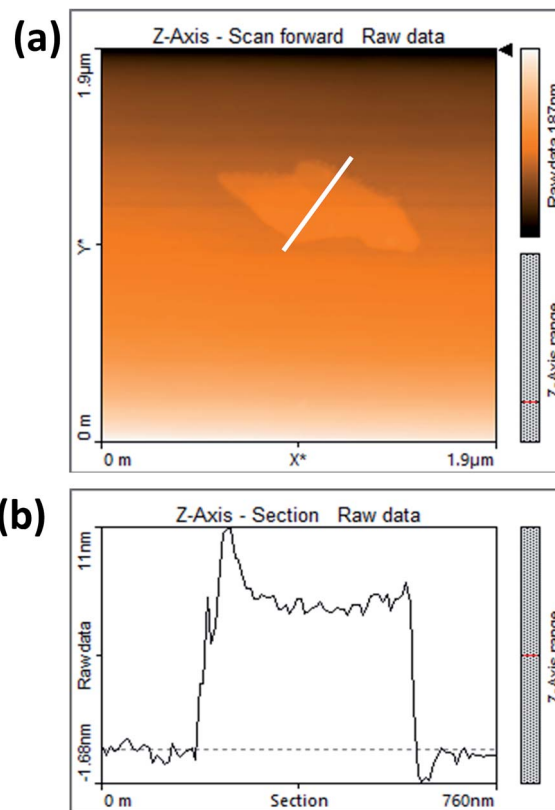 (a)
Z-Axis - Scan forward Raw data
1.9µm
Y*
0 m
0 m X* 1.9µm
Raw data 187nm
Z-Axis range
(b)
Z-Axis - Section Raw data
11nm
Raw data
-1.68nm
0 m Section 760nm
Z-Axis range